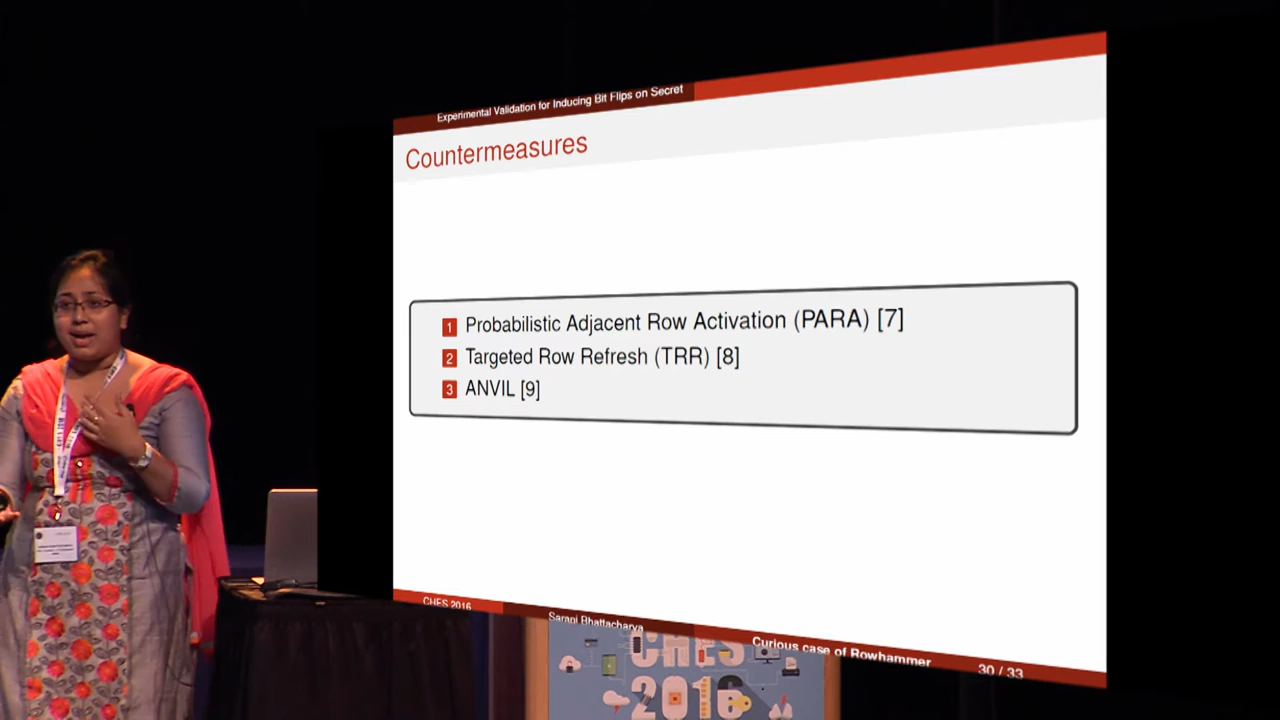 Experimental Validation for Inducing Bit Flips on Secret
Countermeasures
1 Probabilistic Adjacent Row Activation (PARA) [7]
2 Targeted Row Refresh (TRR) [8]
3 ANVIL [9]
CHES 2016
Sarani Bhattacharya
Curious case of Rowhammer
30 / 33
CHES
2016